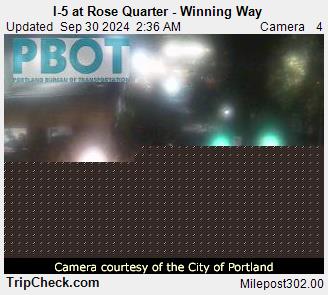 I-5 at Rose Quarter - Winning Way
Updated Sep 30 2024 2:36 AM Camera 4
PBOT
PORTLAND BUREAU OF TRANSPORTATION
Camera courtesy of the City of Portland
TripCheck.com Milepost302.00